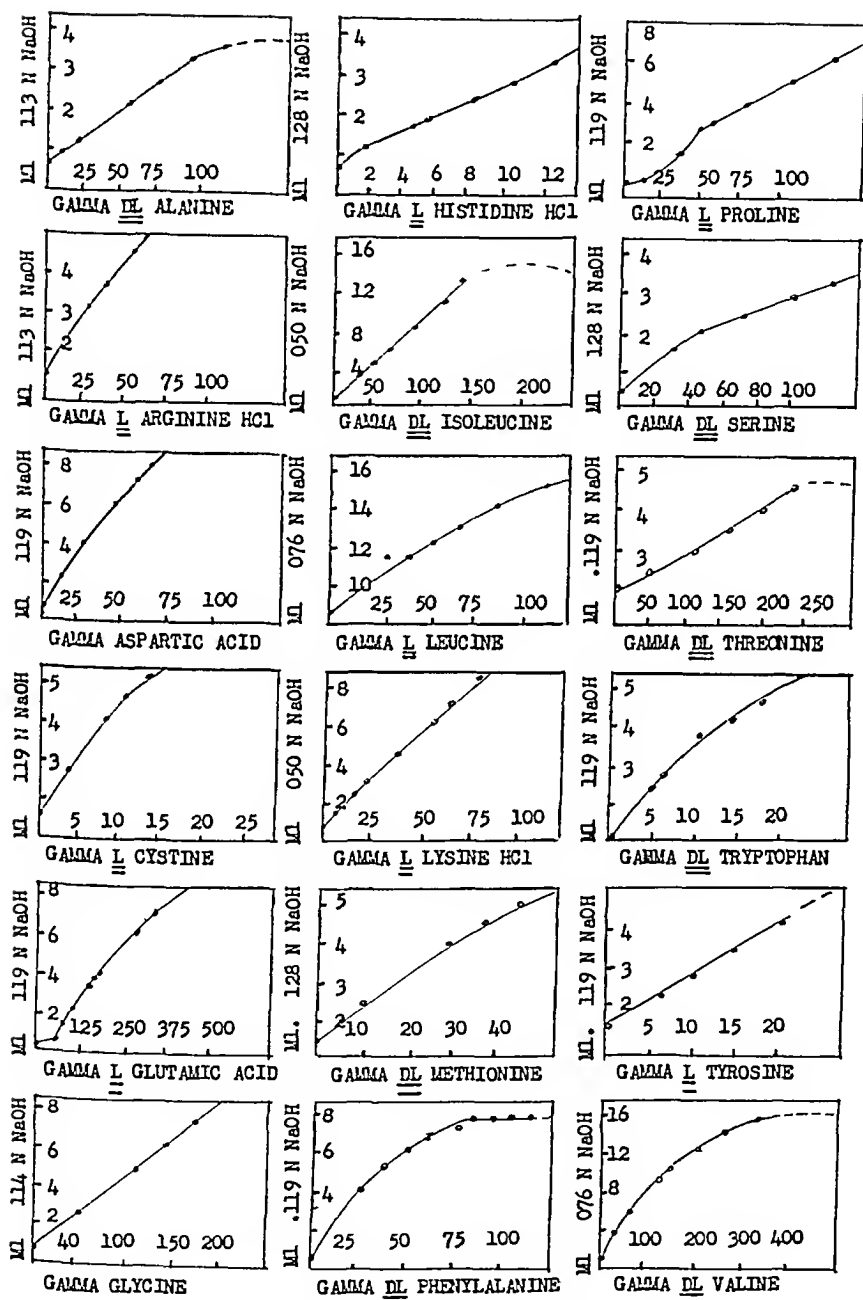 4
3
2
25 50 75 100
Ml 113 N NaOH
GAMMA DL ALANINE
4
3
2
2 4 6 8 10 12
Ml 128 N NaOH
GAMMA L HISTIDINE HCl
8
6
4
2
25 50 75 100
Ml 119 N NaOH
GAMMA L PROLINE
4
3
2
25 50 75 100
Ml 113 N NaOH
GAMMA L ARGININE HCl
16
12
8
4
50 100 200
Ml 050 N NaOH
GAMMA DL ISOLEUCINE
4
3
2
20 40 60 100
Ml 128 N NaOH
GAMMA DL SERINE
8
6
4
2
25 50 75 100
Ml 119 N NaOH
GAMMA ASPARTIC ACID
16
14
12
10
25 50 75 100
Ml 076 N NaOH
GAMMA L LEUCINE
5
4
3
50 100 150 200 250
Ml .119 N NaOH
GAMMA DL THREONINE
5
4
3
5 10 15 20 25
Ml 119 N NaOH
GAMMA L CYSTINE
8
6
4
2
25 50 75 100
Ml 050 N NaOH
GAMMA L LYSINE HCl
5
4
3
5 10 15 20
Ml 119 N NaOH
GAMMA DL TRYPTOPHAN
8
6
4
2
125 250 375 500
Ml 119 N NaOH
GAMMA L GLUTAMIC ACID
5
4
3
2
10 20 30 40
Ml. 128 N NaOH
GAMMA DL METHIONINE
4
3
2
5 10 15 20
Ml. 119 N NaOH
GAMMA L TYROSINE
8
6
4
2
40 100 150 200
Ml 114 N NaOH
GAMMA GLYCINE
8
6
4
25 50 75 100
Ml .119 N NaOH
GAMMA DL PHENYLALANINE
16
12
8
100 200 300 400
Ml 076 N NaOH
GAMMA DL VALINE